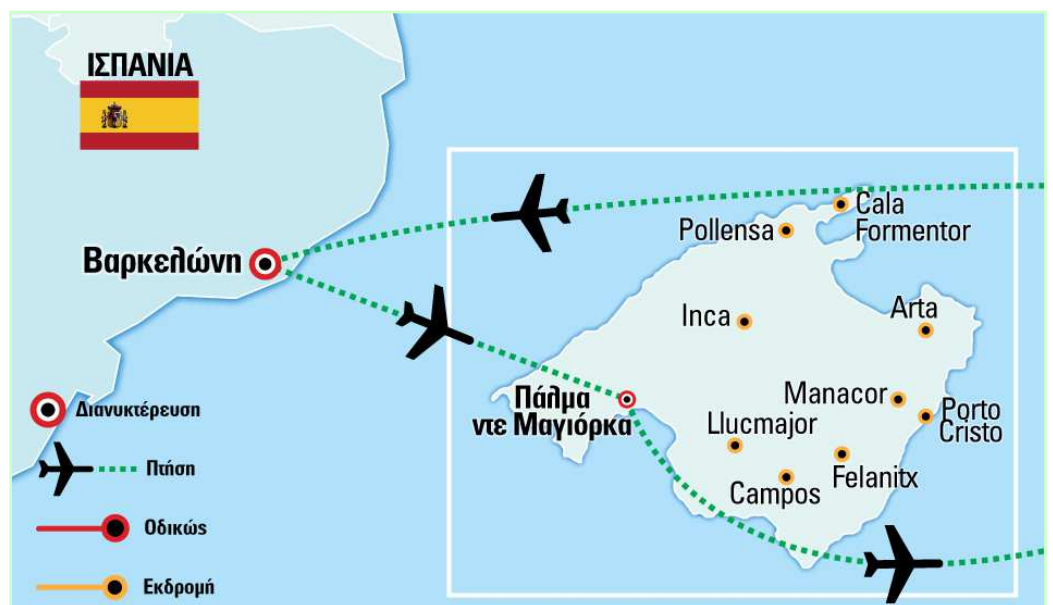 ΙΣΠΑΝΙΑ
Cala
Formentor
Pollensa
Βαρκελώνη
Inca
Arta
Πάλμα
ντε Μαγιόρκα
Manacor
Porto
Cristo
Llucmajor
Felanitx
Campos
Διανυκτέρευση
Πτήση
Οδικώς
Εκδρομή